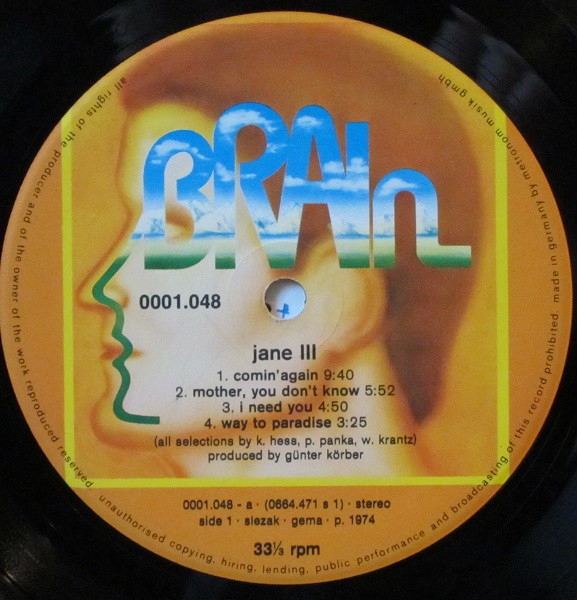 BRAIn
0001.048
jane III
1. comin'again 9:40
2. mother, you don't know 5:52
3. i need you 4:50
4. way to paradise 3:25
(all selections by k. hess, p. panka, w. krantz)
produced by günter körber
0001.048 - a · (0664.471 s 1) · stereo
side 1 · slezak · gema · p. 1974
33⅓ rpm
all rights of the producer and of the owner of the work reproduced reserved. unauthorised copying, hiring, lending, public performance and broadcasting of this record prohibited. made in germany by metronom musik gmbh